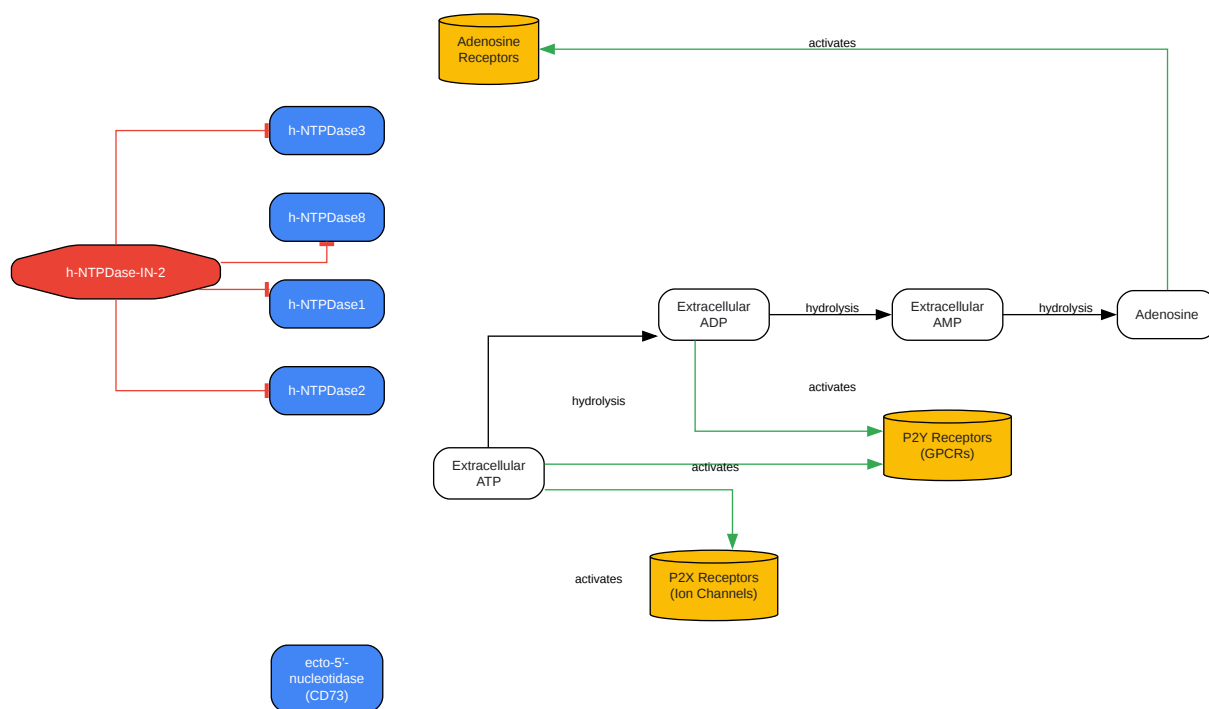 activates
Adenosine
Receptors
h-NTPDase3
h-NTPDase8
h-NTPDase-IN-2
h-NTPDase1
Extracellular
ADP
hydrolysis
Extracellular
AMP
hydrolysis
Adenosine
h-NTPDase2
activates
hydrolysis
P2Y Receptors
(GPCRs)
Extracellular
ATP
activates
activates
P2X Receptors
(Ion Channels)
ecto-5'-
nucleotidase
(CD73)